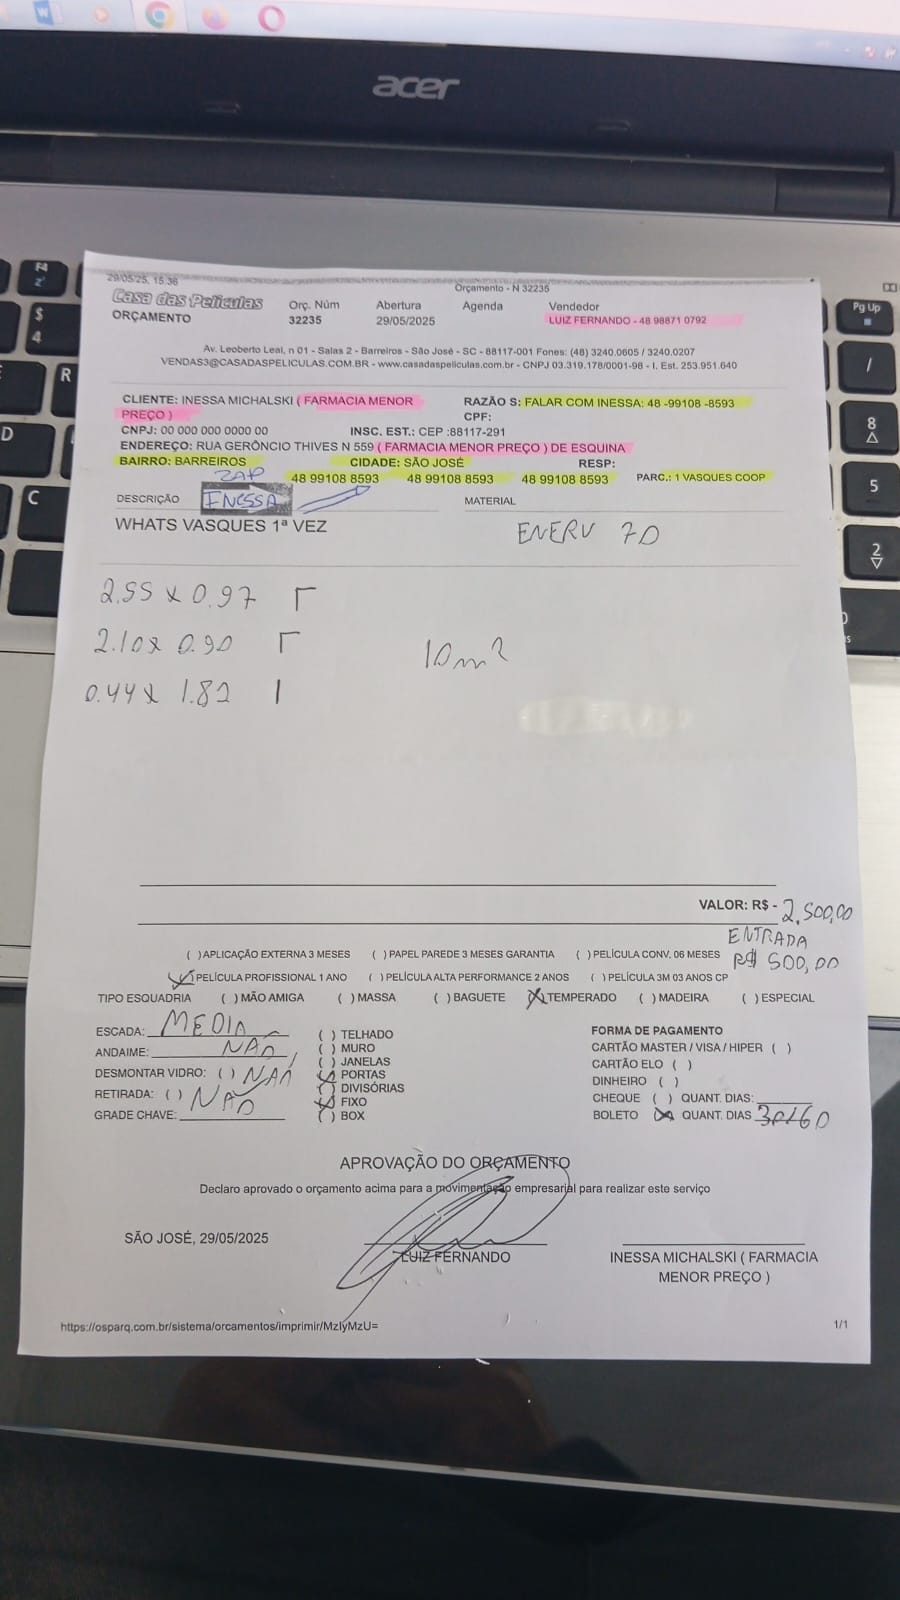 acer
29/05/25, 15:36
Orçamento - N 32235
Casa das Películas
Orç. Núm
Abertura
Agenda
Vendedor
ORÇAMENTO
32235
29/05/2025
LUIZ FERNANDO - 48 98871 0792
Av. Leoberto Leal, n 01 - Salas 2 - Barreiros - São José - SC - 88117-001 Fones: (48) 3240.0605 / 3240.0207
VENDAS3@CASADASPELICULAS.COM.BR - www.casadaspeliculas.com.br - CNPJ 03.319.178/0001-98 - I. Est. 253.951.640
CLIENTE: INESSA MICHALSKI ( FARMACIA MENOR PREÇO )
RAZÃO S: FALAR COM INESSA: 48 -99108 -8593
CPF:
CNPJ: 00 000 000 0000 00
INSC. EST.: CEP :88117-291
ENDEREÇO: RUA GERÔNCIO THIVES N 559 ( FARMACIA MENOR PREÇO ) DE ESQUINA
BAIRRO: BARREIROS
CIDADE: SÃO JOSÉ
RESP:
ZAP
48 99108 8593
48 99108 8593
48 99108 8593
PARC.: 1 VASQUES COOP
DESCRIÇÃO
INESSA
MATERIAL
WHATS VASQUES 1ª VEZ
ENERV 7D
2.55 x 0.97
2.10 x 0.90
10m²
0.44 x 1.82
VALOR: R$ - 2.500,00
ENTRADA
R$ 500,00
( )APLICAÇÃO EXTERNA 3 MESES ( ) PAPEL PAREDE 3 MESES GARANTIA ( ) PELÍCULA CONV. 06 MESES
PELÍCULA PROFISSIONAL 1 ANO ( )PELÍCULA ALTA PERFORMANCE 2 ANOS ( )PELÍCULA 3M 03 ANOS CP
TIPO ESQUADRIA ( )MÃO AMIGA ( )MASSA ( )BAGUETE (X)TEMPERADO ( )MADEIRA ( )ESPECIAL
ESCADA: MEDIA
ANDAIME: NÃO
DESMONTAR VIDRO: ( ) NÃO
RETIRADA: ( ) NÃO
GRADE CHAVE:
( ) TELHADO
( ) MURO
( ) JANELAS
(X) PORTAS
( ) DIVISÓRIAS
(X) FIXO
( ) BOX
FORMA DE PAGAMENTO
CARTÃO MASTER / VISA / HIPER ( )
CARTÃO ELO ( )
DINHEIRO ( )
CHEQUE ( ) QUANT. DIAS:
BOLETO (X) QUANT. DIAS 30/60
APROVAÇÃO DO ORÇAMENTO
Declaro aprovado o orçamento acima para a movimentação empresarial para realizar este serviço
SÃO JOSÉ, 29/05/2025
LUIZ FERNANDO
INESSA MICHALSKI ( FARMACIA MENOR PREÇO )
https://osparq.com.br/sistema/orcamentos/imprimir/MzIyMzU=
1/1